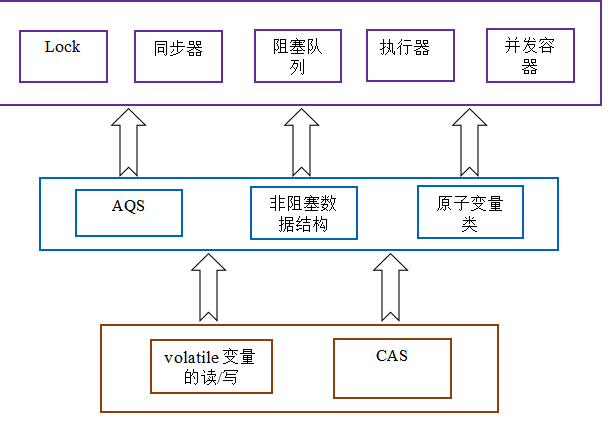 Lock
同步器
阻塞队
列
执行器
并发容
器
AQS
非阻塞数
据结构
原子变量
类
volatile 变量
的读/写
CAS